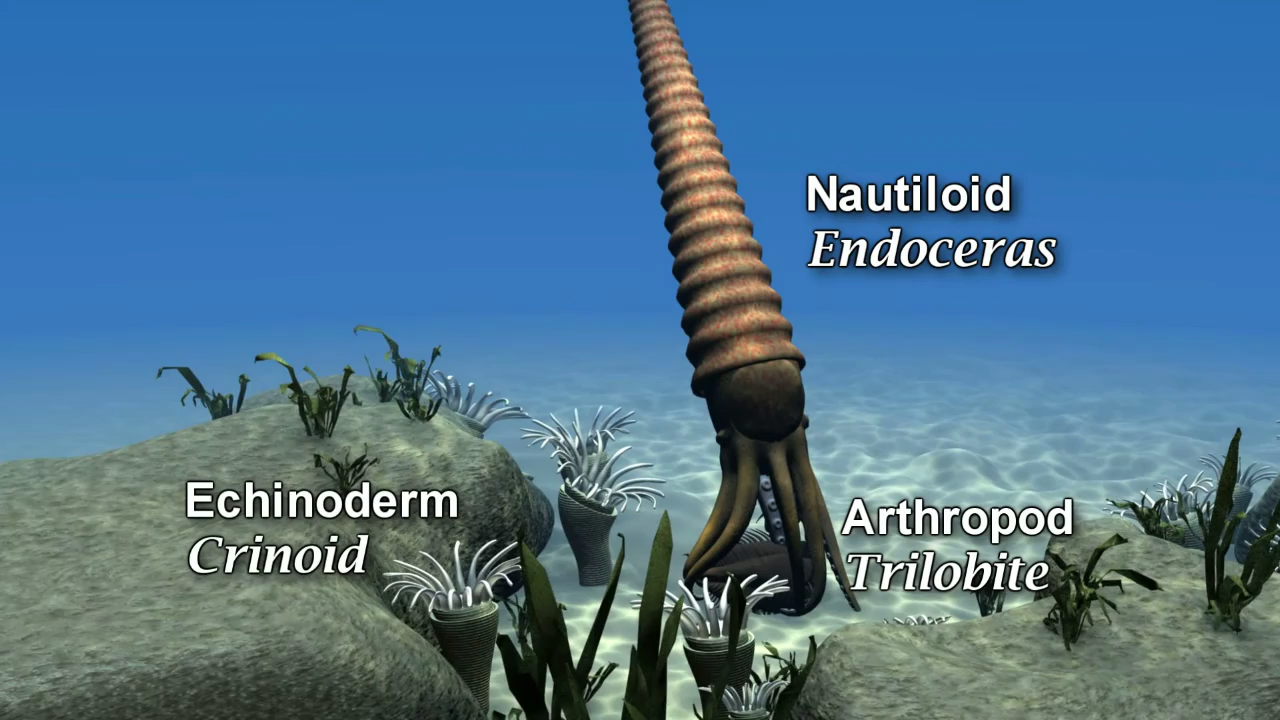 Nautiloid
Endoceras
Echinoderm
Crinoid
Arthropod
Trilobite